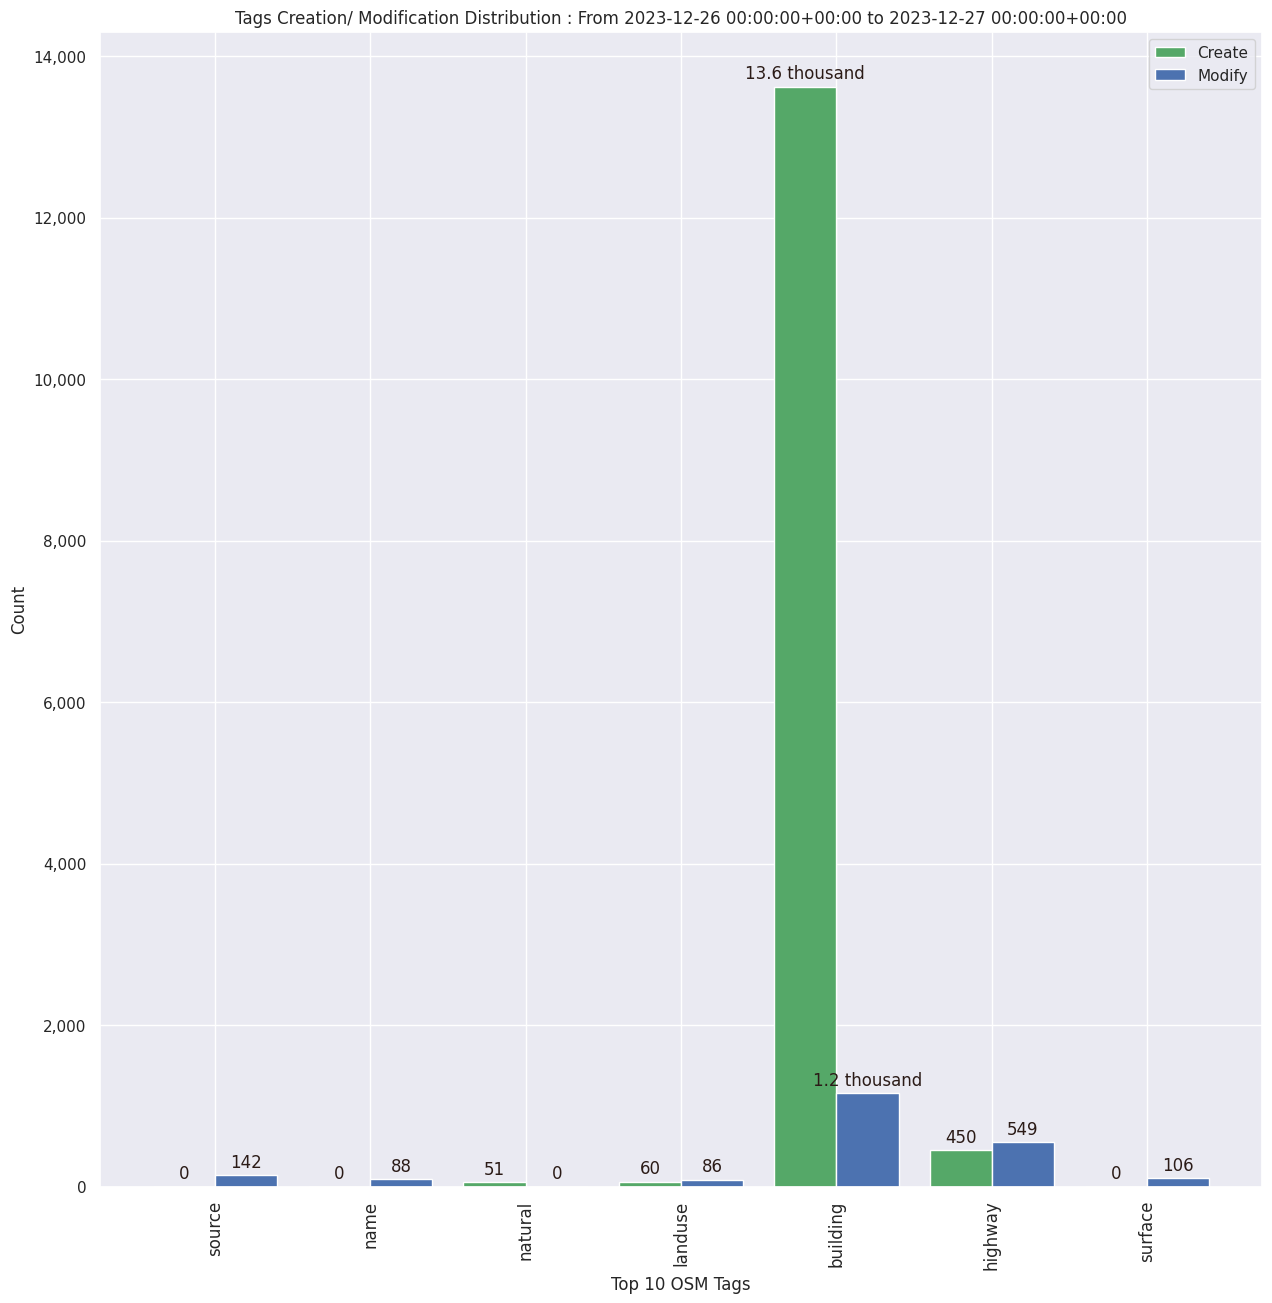 Tags Creation/ Modification Distribution : From 2023-12-26 00:00:00+00:00 to 2023-12-27 00:00:00+00:00
Create
Modify
14,000
12,000
10,000
8,000
6,000
4,000
2,000
0
Count
13.6 thousand
1.2 thousand
0 142
0 88
51 0
60 86
450 549
0 106
source
name
natural
landuse
building
highway
surface
Top 10 OSM Tags